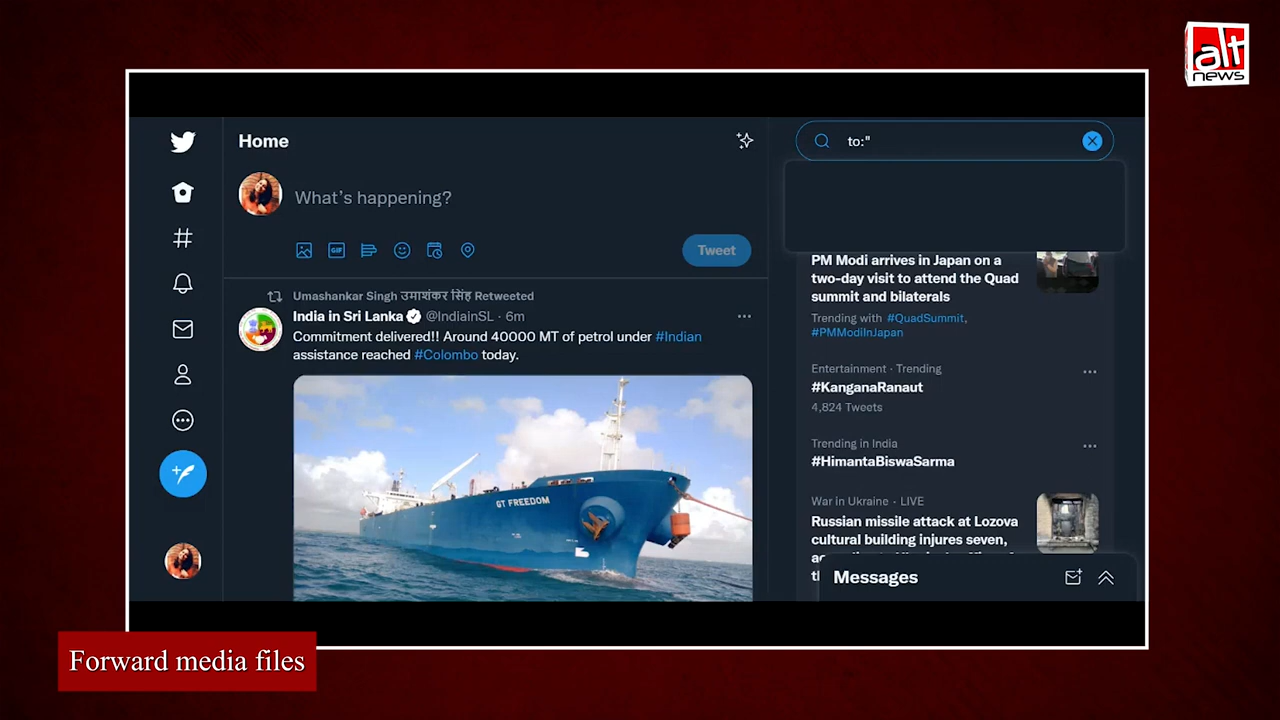 alt
news
Home
to:"
What's happening?
GIF
Tweet
Umashankar Singh उमाशंकर सिंह Retweeted
India in Sri Lanka @IndiainSL · 6m
Commitment delivered!! Around 40000 MT of petrol under #Indian
assistance reached #Colombo today.
GT FREEDOM
PM Modi arrives in Japan on a
two-day visit to attend the Quad
summit and bilaterals
Trending with #QuadSummit,
#PMModiInJapan
Entertainment · Trending
#KanganaRanaut
4,824 Tweets
Trending in India
#HimantaBiswaSarma
War in Ukraine · LIVE
Russian missile attack at Lozova
cultural building injures seven,
Messages
Forward media files